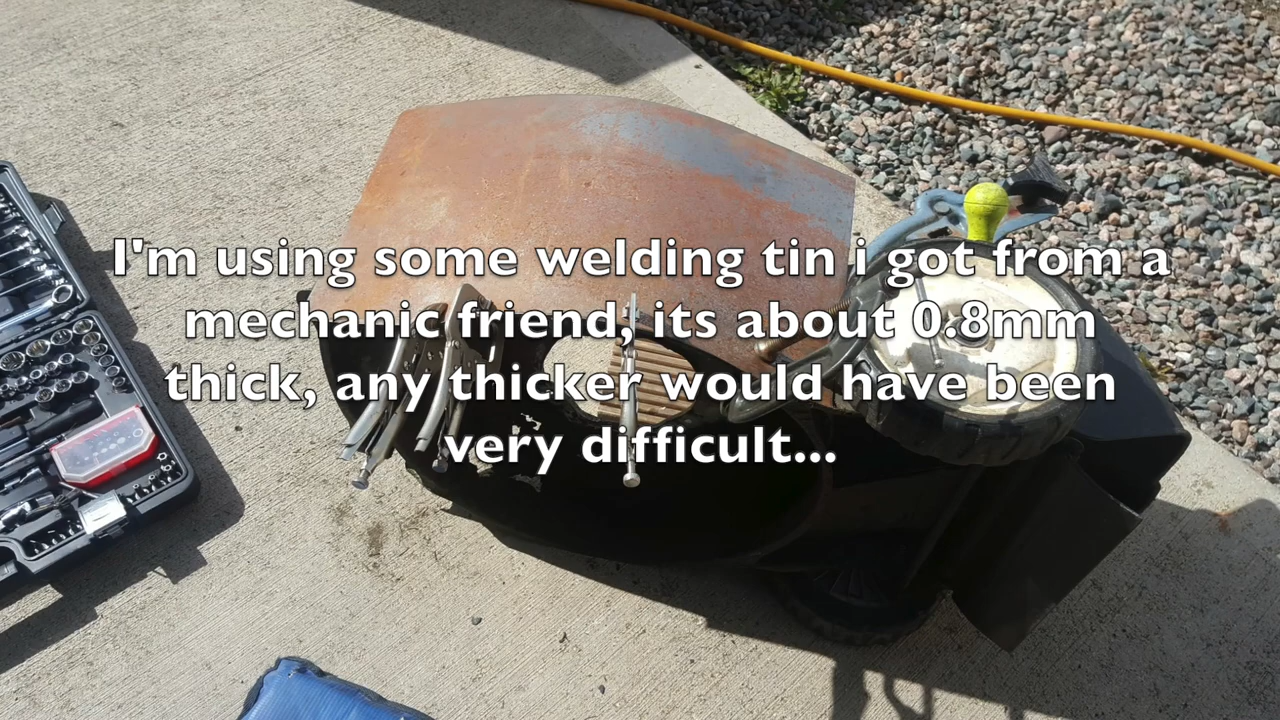 I'm using some welding tin i got from a
mechanic friend, its about 0.8mm
thick, any thicker would have been
very difficult...